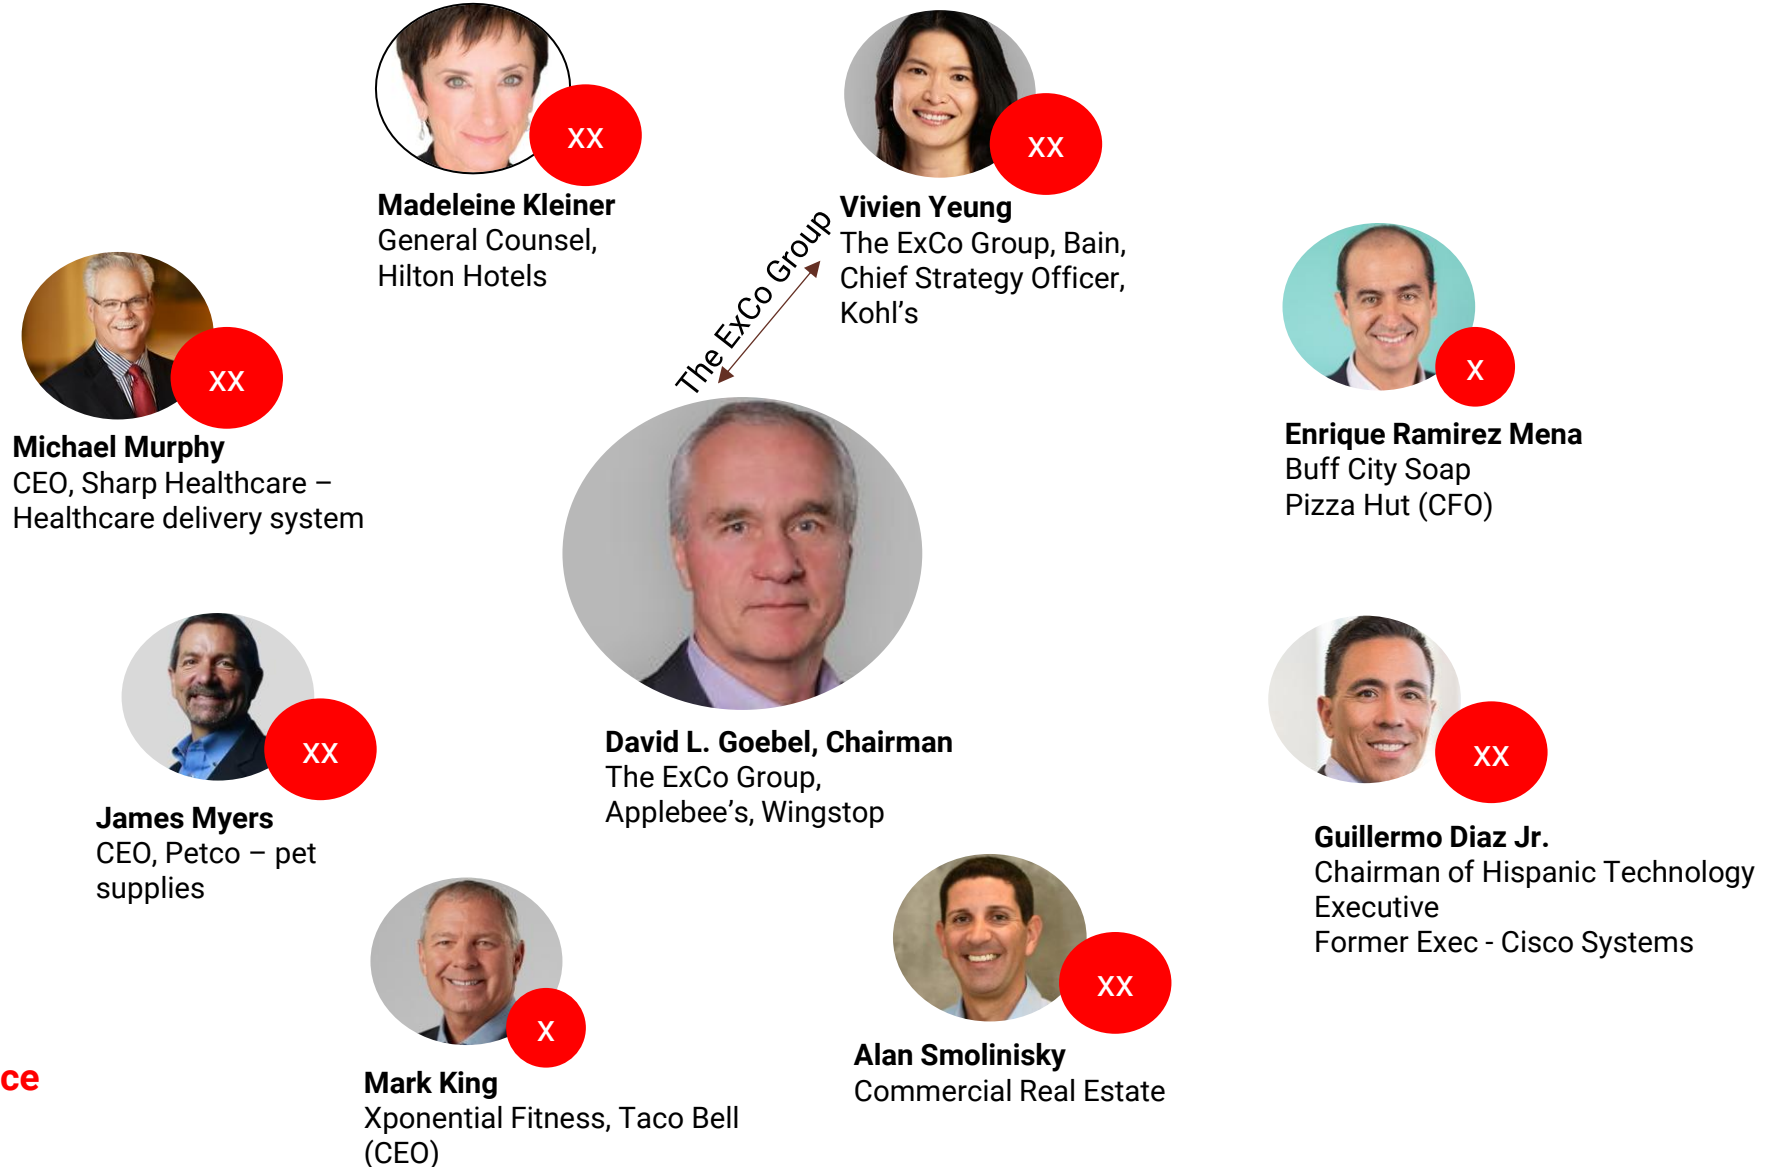 XX
Madeleine Kleiner
General Counsel,
Hilton Hotels
XX
Vivien Yeung
The ExCo Group, Bain,
Chief Strategy Officer,
Kohl’s
The ExCo Group
XX
Michael Murphy
CEO, Sharp Healthcare –
Healthcare delivery system
X
Enrique Ramirez Mena
Buff City Soap
Pizza Hut (CFO)
David L. Goebel, Chairman
The ExCo Group,
Applebee’s, Wingstop
XX
James Myers
CEO, Petco – pet
supplies
XX
Guillermo Diaz Jr.
Chairman of Hispanic Technology
Executive
Former Exec - Cisco Systems
X
Mark King
Xponential Fitness, Taco Bell
(CEO)
XX
Alan Smolinisky
Commercial Real Estate
ce